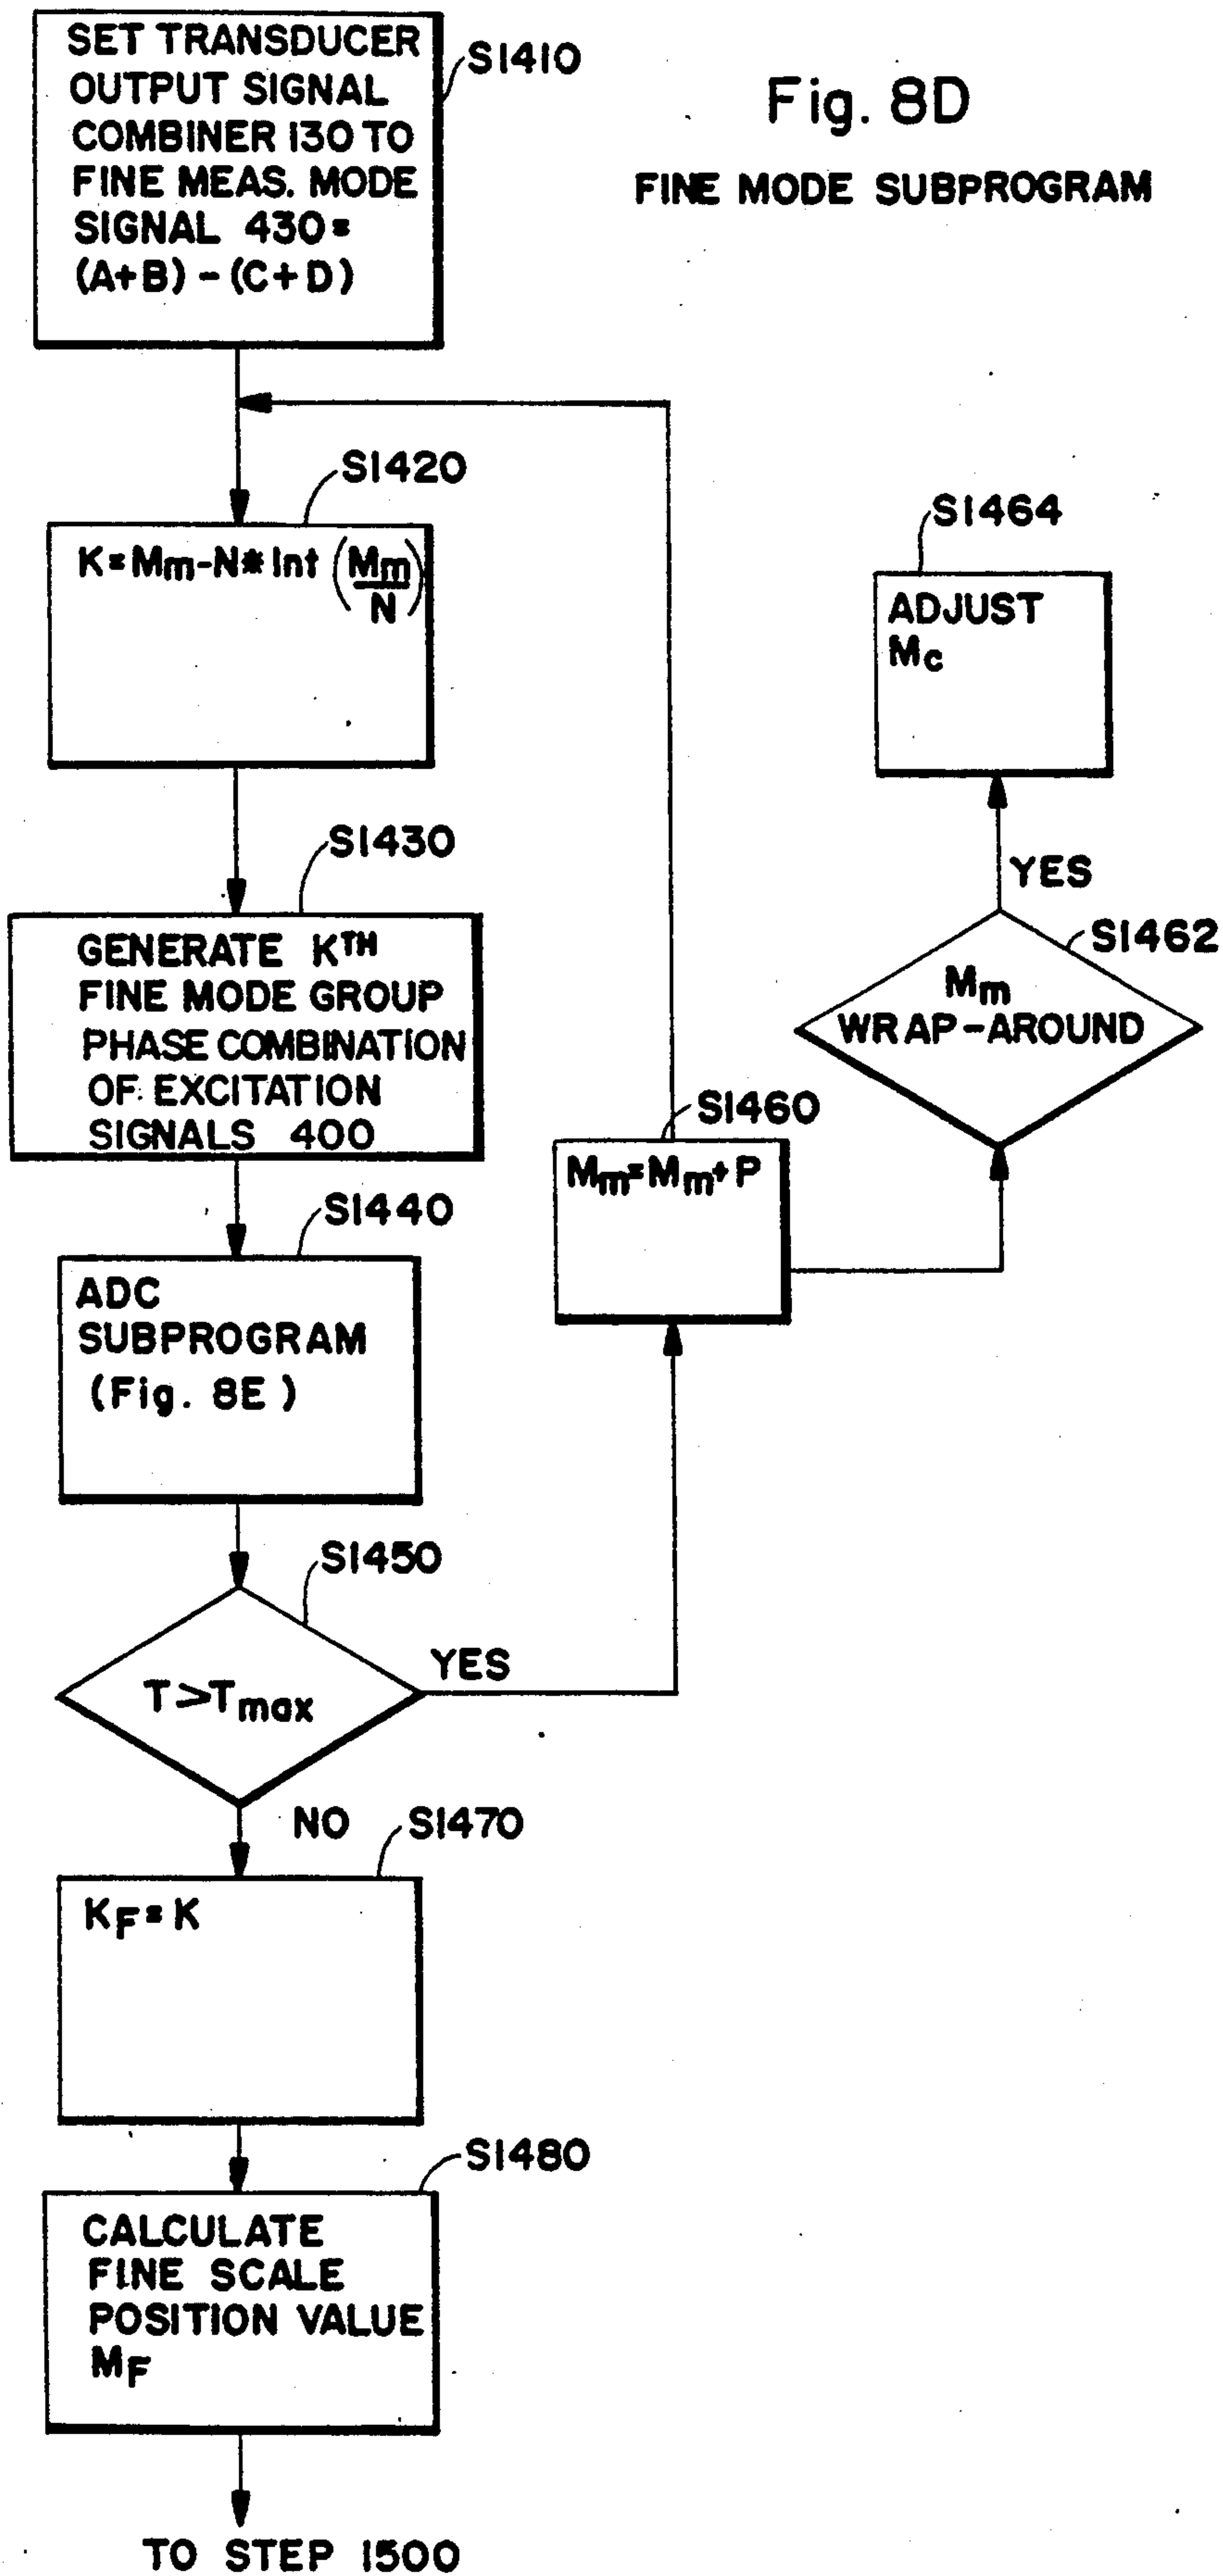 SET TRANSDUCER
OUTPUT SIGNAL
COMBINER 130 TO
FINE MEAS. MODE
SIGNAL 430=
(A+B) - (C+D)
S1410
Fig. 8D
FINE MODE SUBPROGRAM
S1420
K=Mm-N* Int (Mm/N)
S1430
GENERATE KTH
FINE MODE GROUP
PHASE COMBINATION
OF EXCITATION
SIGNALS 400
S1440
ADC
SUBPROGRAM
(Fig. 8E)
S1450
T>Tmax
YES
NO
S1460
Mm=Mm+P
S1462
Mm
WRAP-AROUND
YES
S1464
ADJUST
Mc
S1470
KF=K
S1480
CALCULATE
FINE SCALE
POSITION VALUE
MF
TO STEP 1500